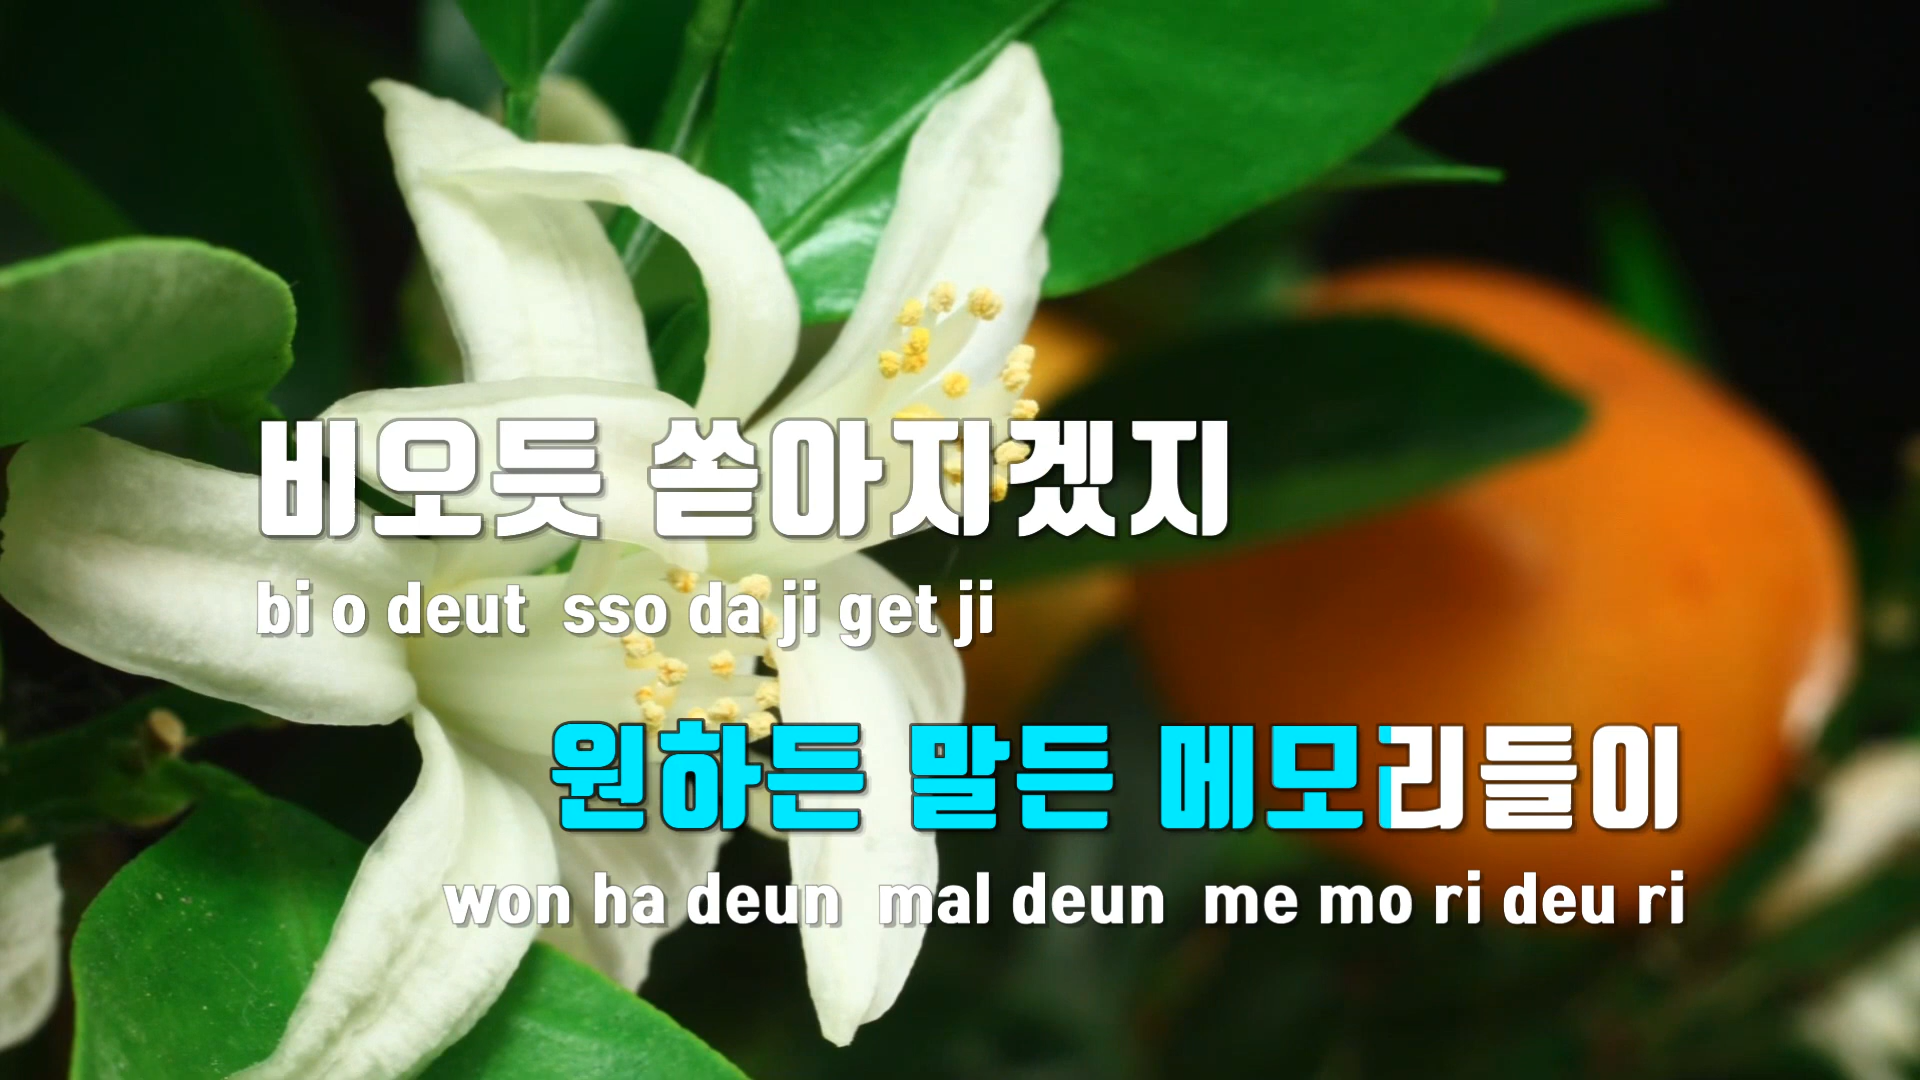 비오듯 쏟아지겠지
bi o deut sso da ji get ji
원하든 말든 메모리들이
won ha deun mal deun me mo ri deu ri